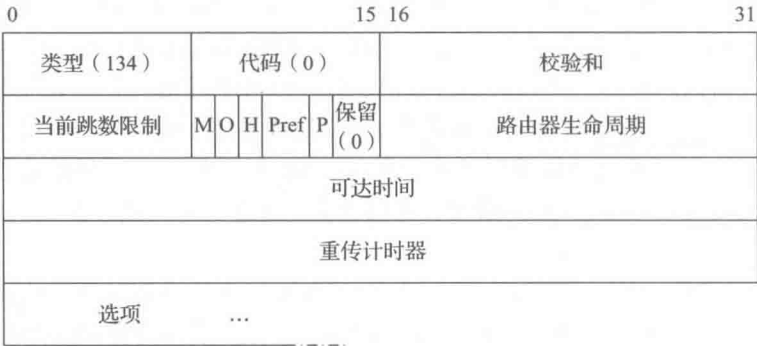 0 15 16 31
类型（134） 代码（0） 校验和
当前跳数限制 M O H Pref P 保留（0） 路由器生命周期
可达时间
重传计时器
选项 …